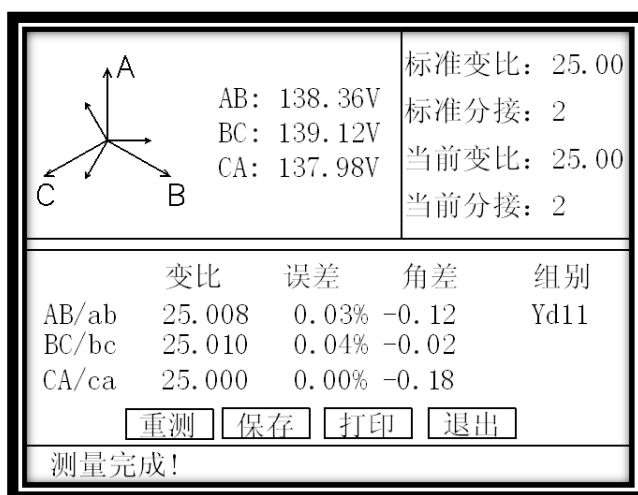 A
C
B
AB: 138.36V
BC: 139.12V
CA: 137.98V
标准变比: 25.00
标准分接: 2
当前变比: 25.00
当前分接: 2
变比 误差 角差 组别
AB/ab 25.008 0.03% -0.12 Yd11
BC/bc 25.010 0.04% -0.02
CA/ca 25.000 0.00% -0.18
重测 保存 打印 退出
测量完成!